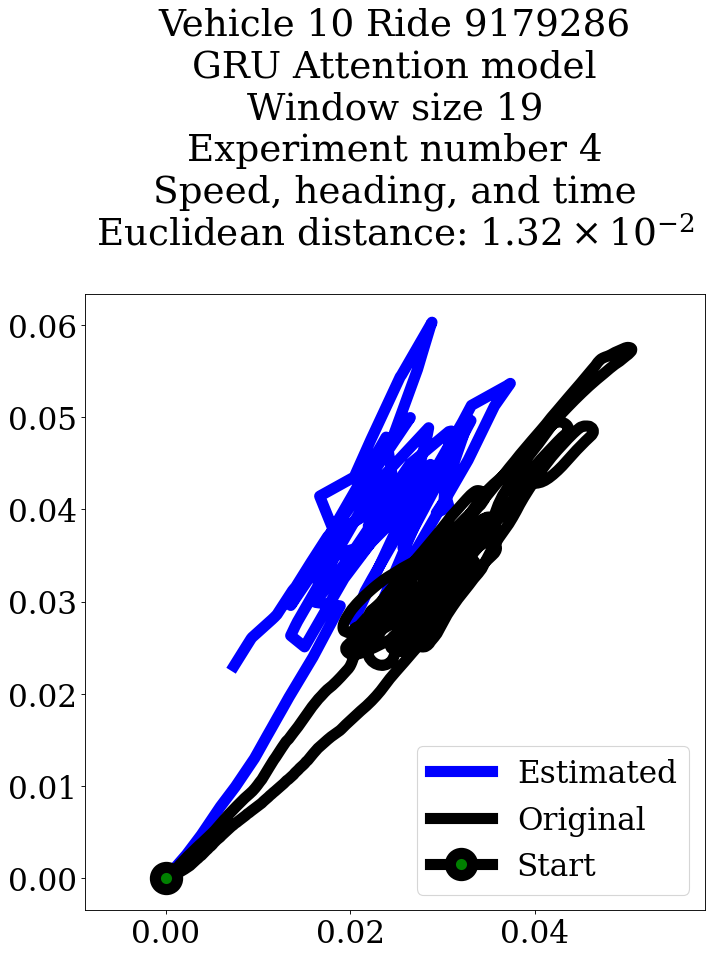 Vehicle 10 Ride 9179286
GRU Attention model
Window size 19
Experiment number 4
Speed, heading, and time
Euclidean distance: 1.32 × 10⁻²
0.06
0.05
0.04
0.03
0.02
0.01
0.00
Estimated
Original
Start
0.00 0.02 0.04